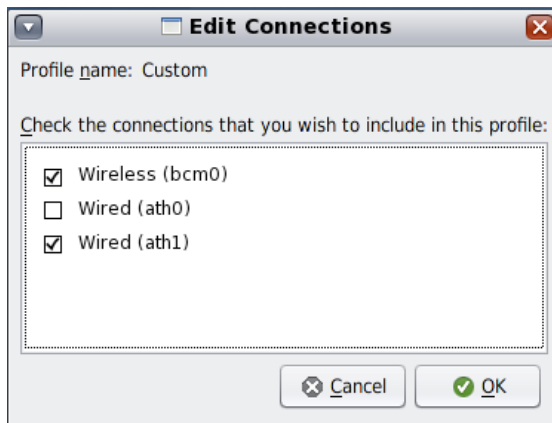 Edit Connections
Profile name: Custom
Check the connections that you wish to include in this profile:
Wireless (bcm0)
Wired (ath0)
Wired (ath1)
Cancel
OK